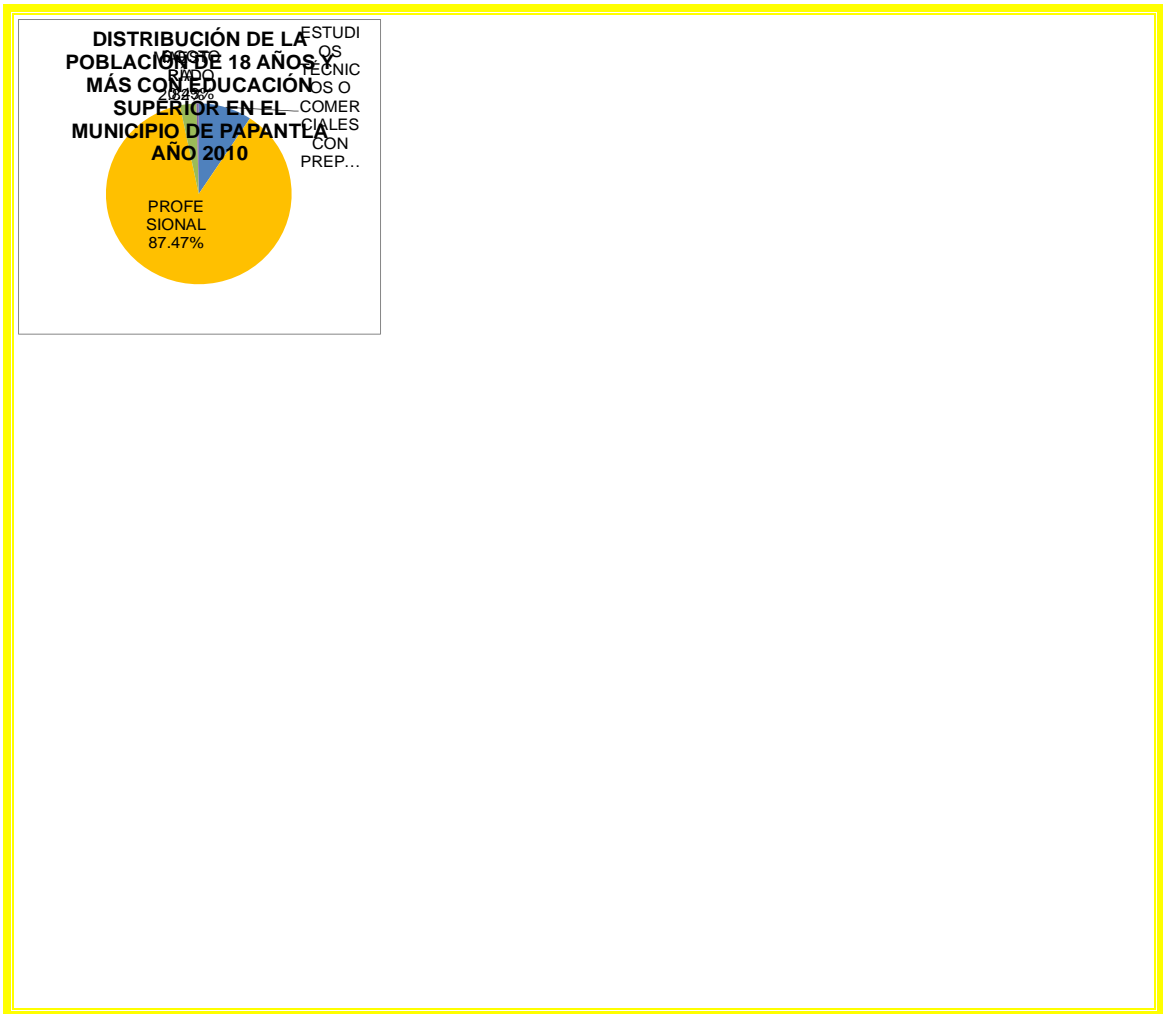 DISTRIBUCIÓN DE LA
POBLACIÓN DE 18 AÑOS Y
MÁS CON EDUCACIÓN
SUPERIOR EN EL
MUNICIPIO DE PAPANTLA
AÑO 2010
ESTUDI
OS
TÉCNIC
OS O
COMER
CIALES
CON
PREP…
PROFE
SIONAL
87.47%